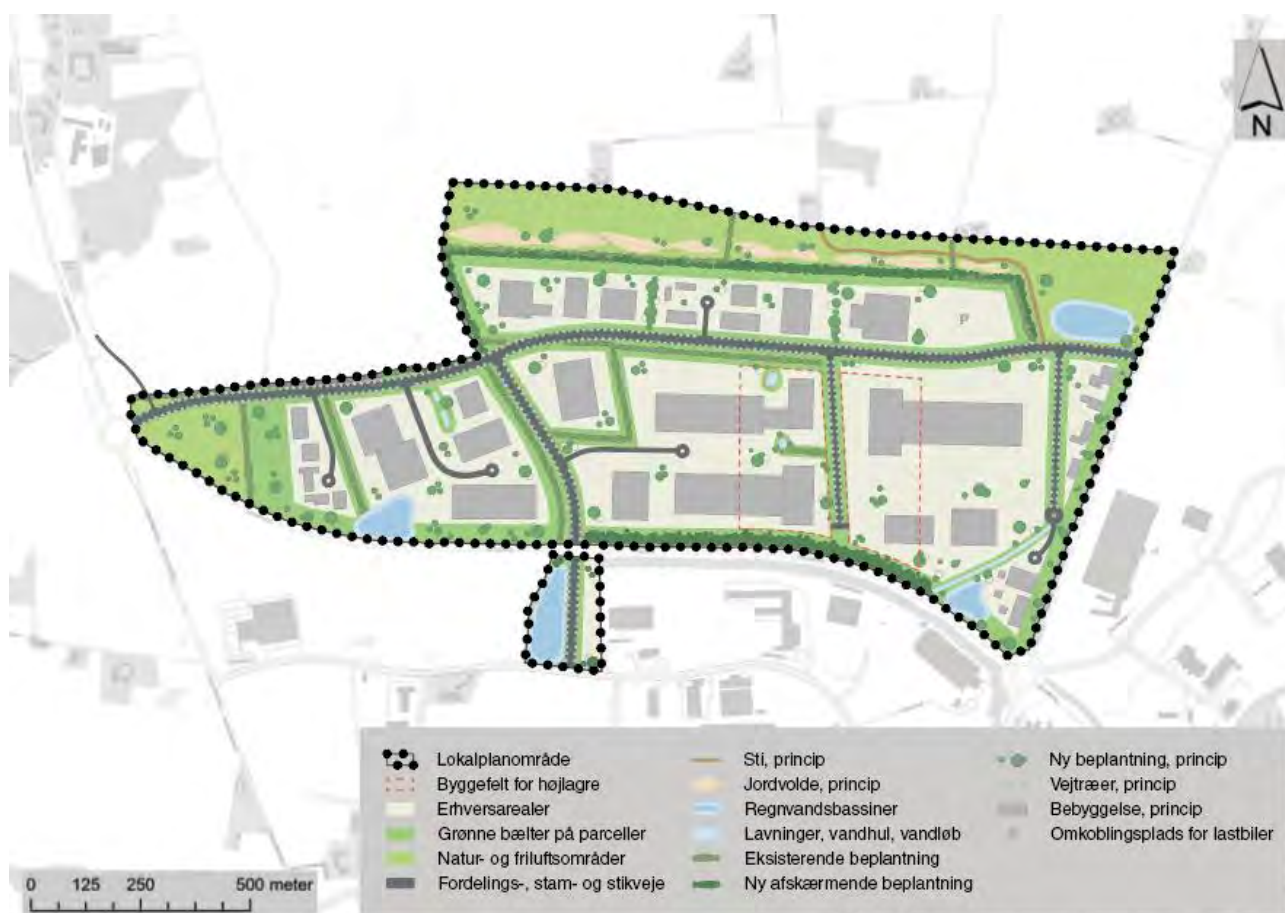 N
P
Lokalplanområde
Byggefelt for højlagre
Erhversarealer
Grønne bælter på parceller
Natur- og friluftsområder
Fordelings-, stam- og stikveje
Sti, princip
Jordvolde, princip
Regnvandsbassiner
Lavninger, vandhul, vandløb
Eksisterende beplantning
Ny afskærmende beplantning
Ny beplantning, princip
Vejtræer, princip
Bebyggelse, princip
P Omkoblingsplads for lastbiler
0 125 250 500 meter